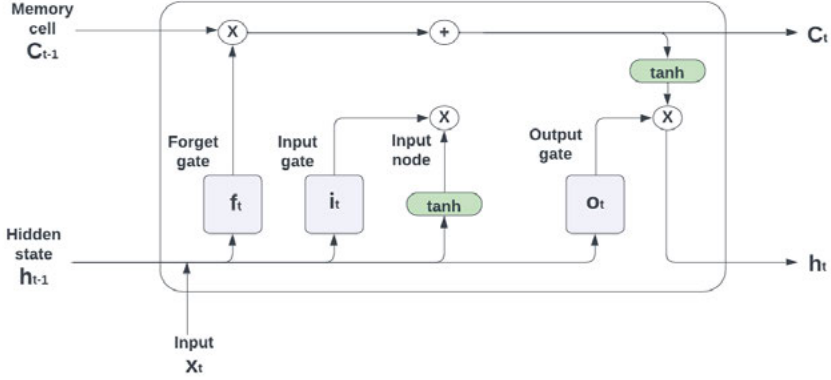 Memory
cell
Ct-1
X
+
Ct
tanh
X
X
Forget
gate
Input
gate
Input
node
Output
gate
ft
it
tanh
ot
Hidden
state
ht-1
ht
Input
xt